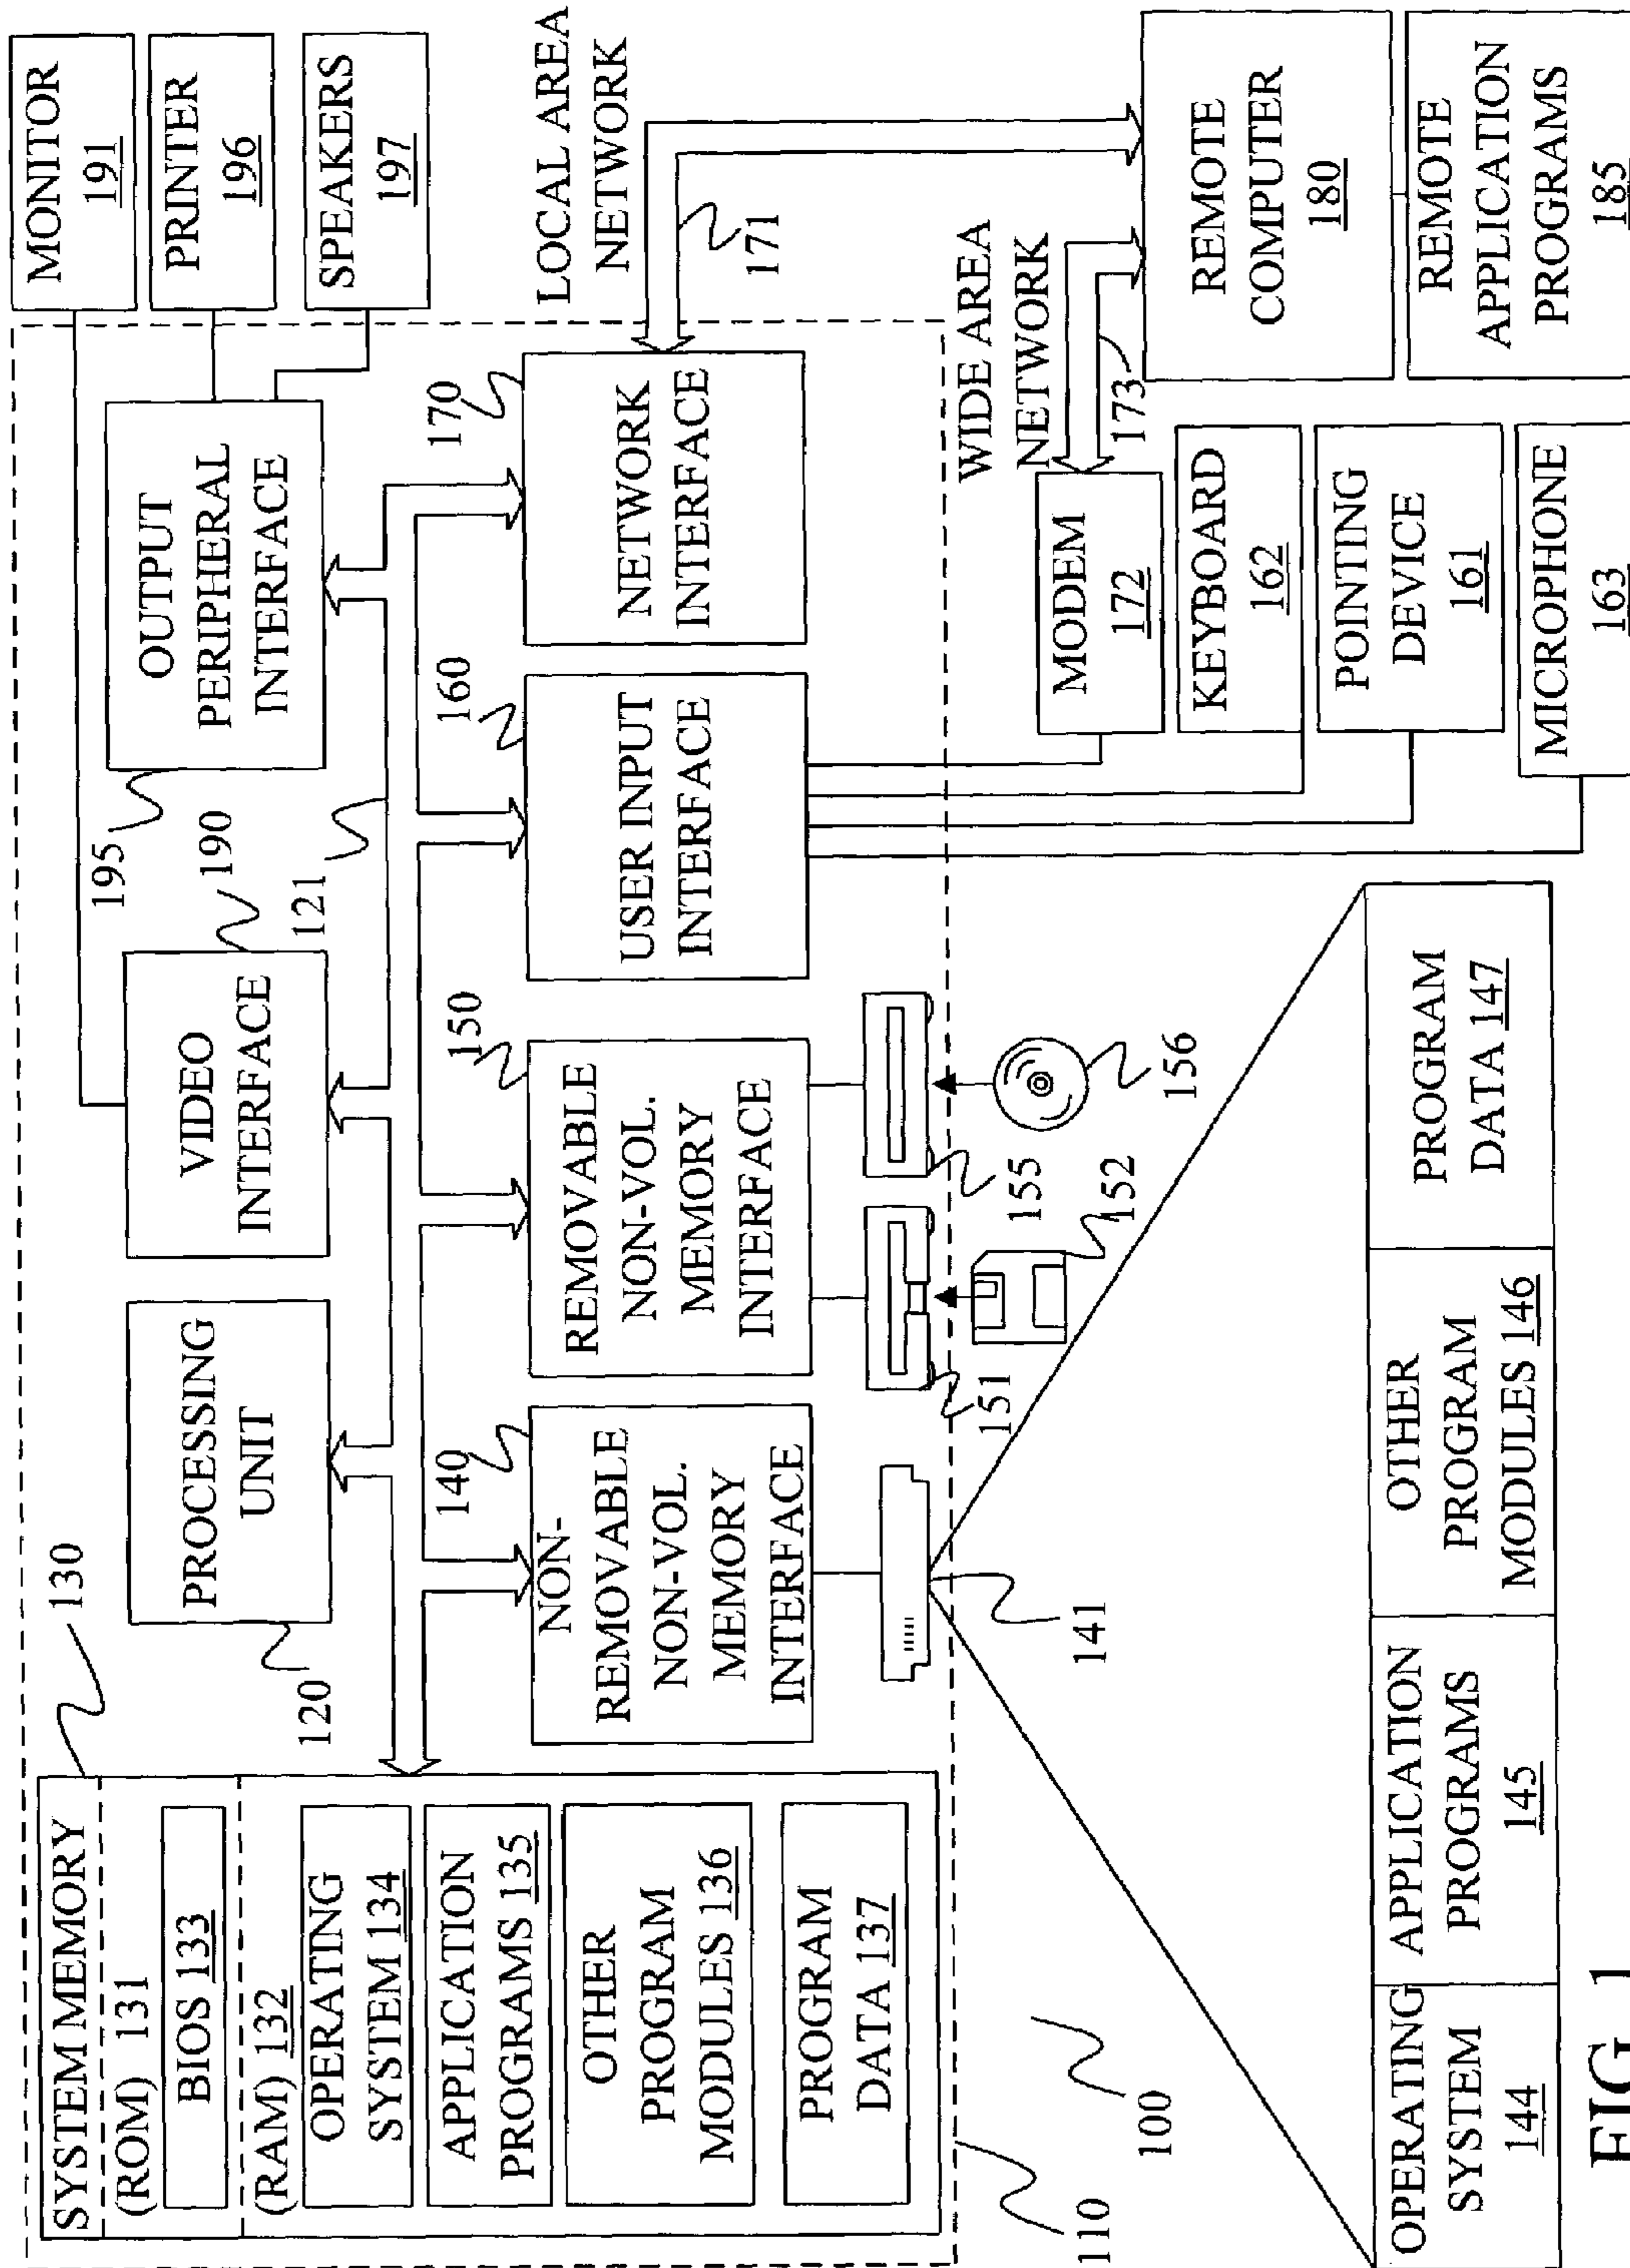 SYSTEM MEMORY
(ROM) 131
BIOS 133
(RAM) 132
OPERATING
SYSTEM 134
APPLICATION
PROGRAMS 135
OTHER
PROGRAM
MODULES 136
PROGRAM
DATA 137
130
120
PROCESSING
UNIT
VIDEO
INTERFACE
190
195
121
OUTPUT
PERIPHERAL
INTERFACE
MONITOR
191
PRINTER
196
SPEAKERS
197
140
NON-
REMOVABLE
NON-VOL.
MEMORY
INTERFACE
150
REMOVABLE
NON-VOL.
MEMORY
INTERFACE
160
USER INPUT
INTERFACE
170
NETWORK
INTERFACE
LOCAL AREA
NETWORK
171
141
151
152
155
156
WIDE AREA
NETWORK
173
MODEM
172
KEYBOARD
162
POINTING
DEVICE
161
MICROPHONE
163
REMOTE
COMPUTER
180
REMOTE
APPLICATION
PROGRAMS
185
110
100
OPERATING
SYSTEM
144
APPLICATION
PROGRAMS
145
OTHER
PROGRAM
MODULES 146
PROGRAM
DATA 147
FIG. 1